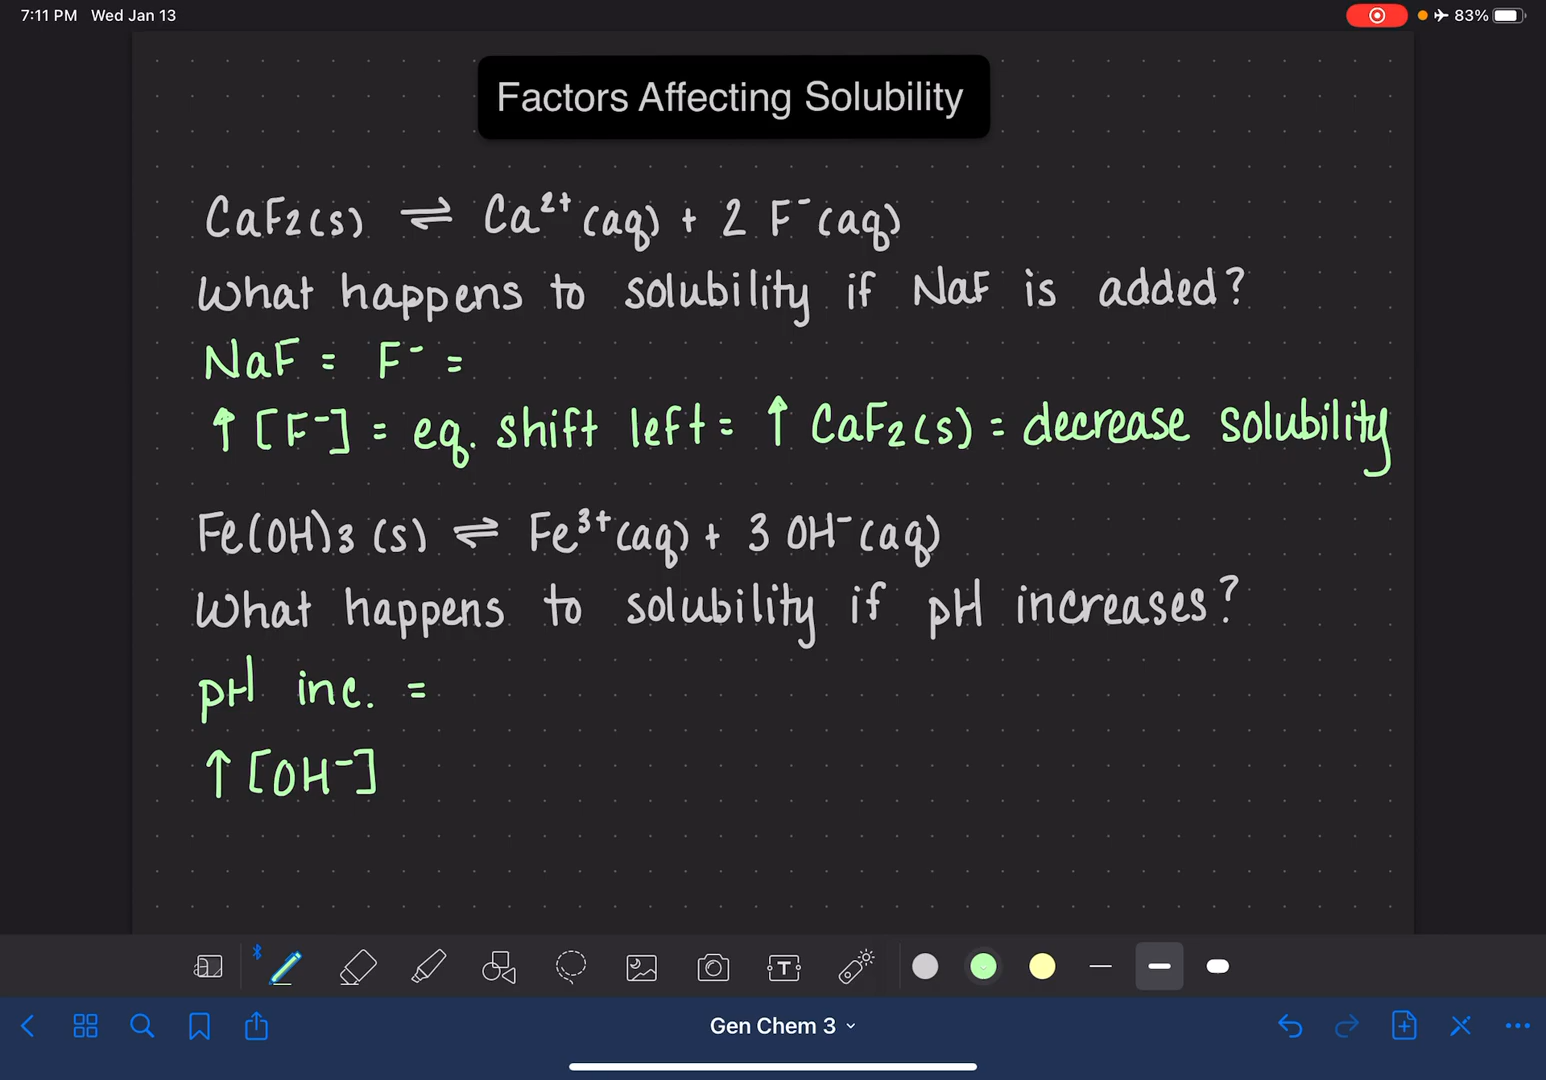 7:11 PM Wed Jan 13
83%
Factors Affecting Solubility
CaF₂(s) ⇌ Ca²⁺(aq) + 2 F⁻(aq)
What happens to solubility if NaF is added?
NaF = F⁻ =
↑ [F⁻] = eq. shift left = ↑ CaF₂(s) = decrease solubility
Fe(OH)₃(s) ⇌ Fe³⁺(aq) + 3 OH⁻(aq)
What happens to solubility if pH increases?
pH inc. =
↑ [OH⁻]
T
Gen Chem 3